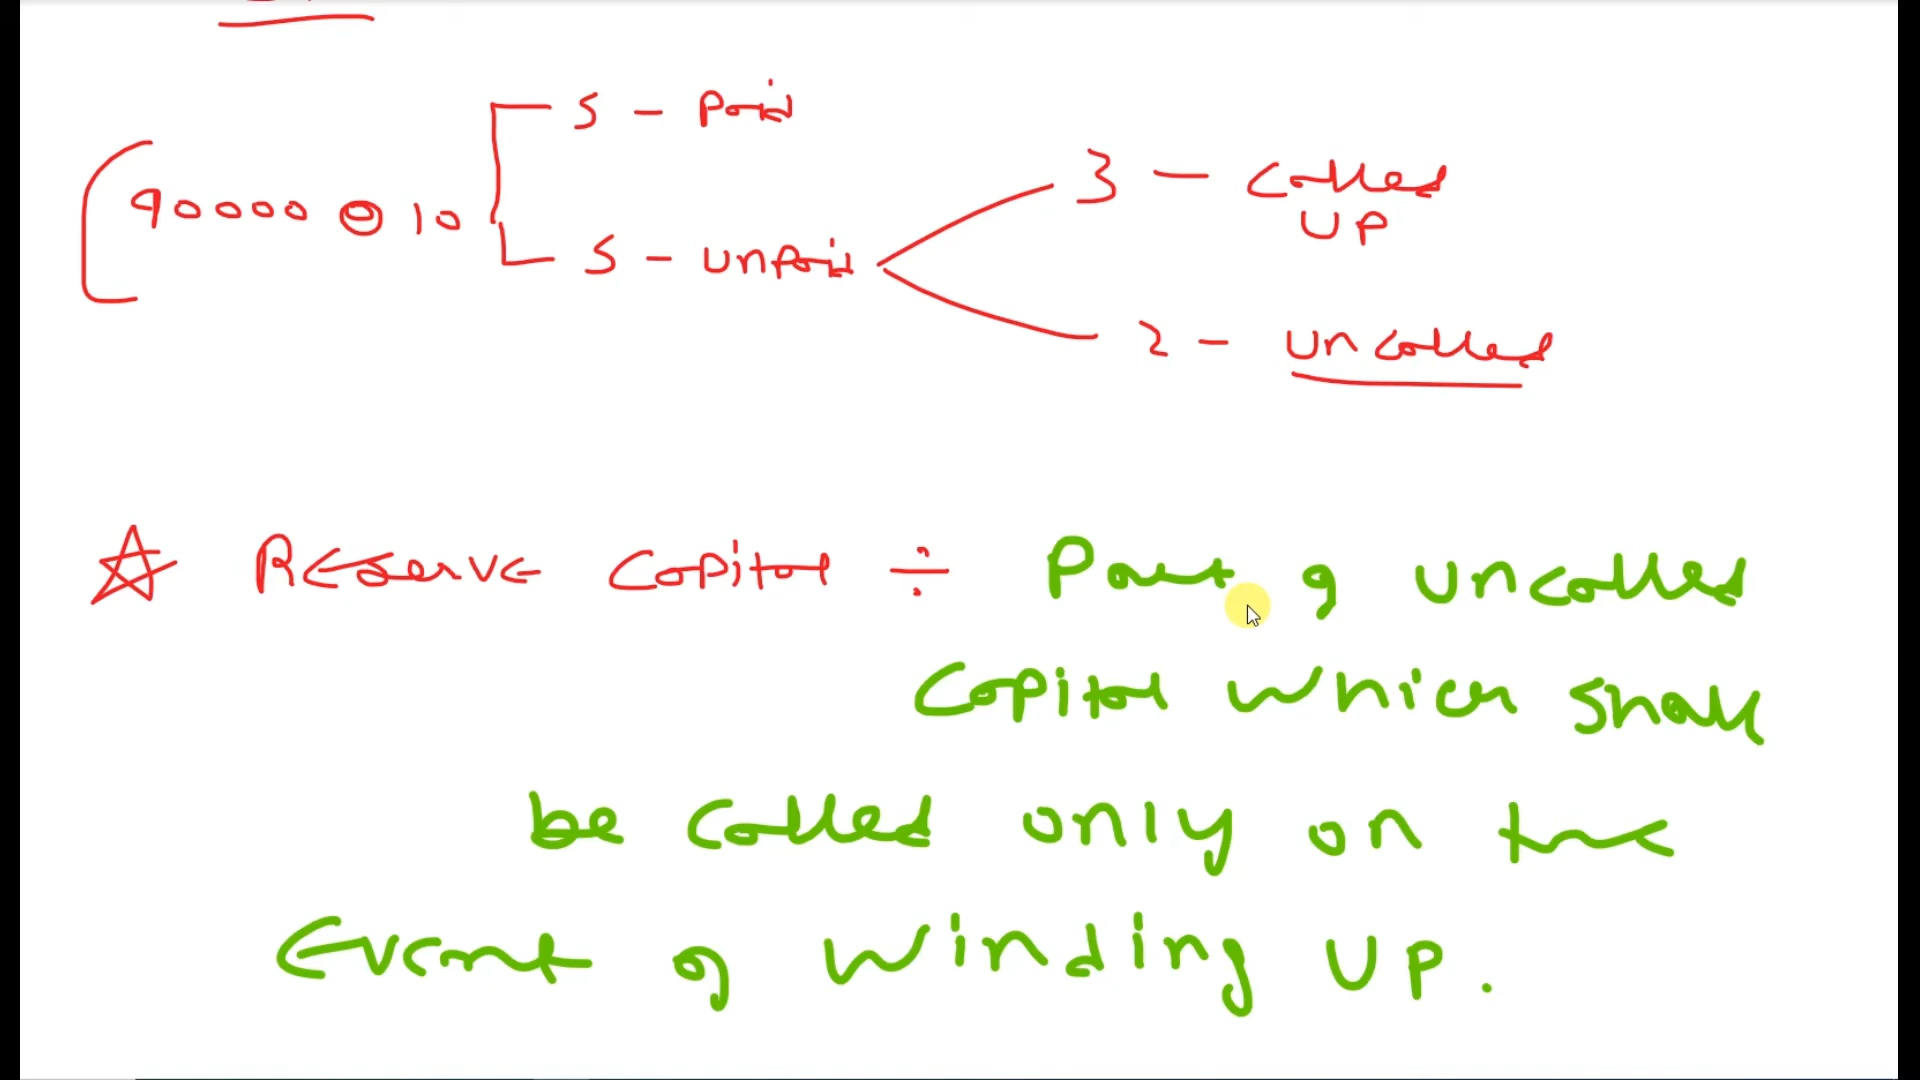 5 - Paid
90000 @ 10
5 - unpaid
3 - Called
UP
2 - uncalled
☆ Reserve Capital ÷ Part of uncalled
Capital which shall
be called only on the
Event of winding UP.